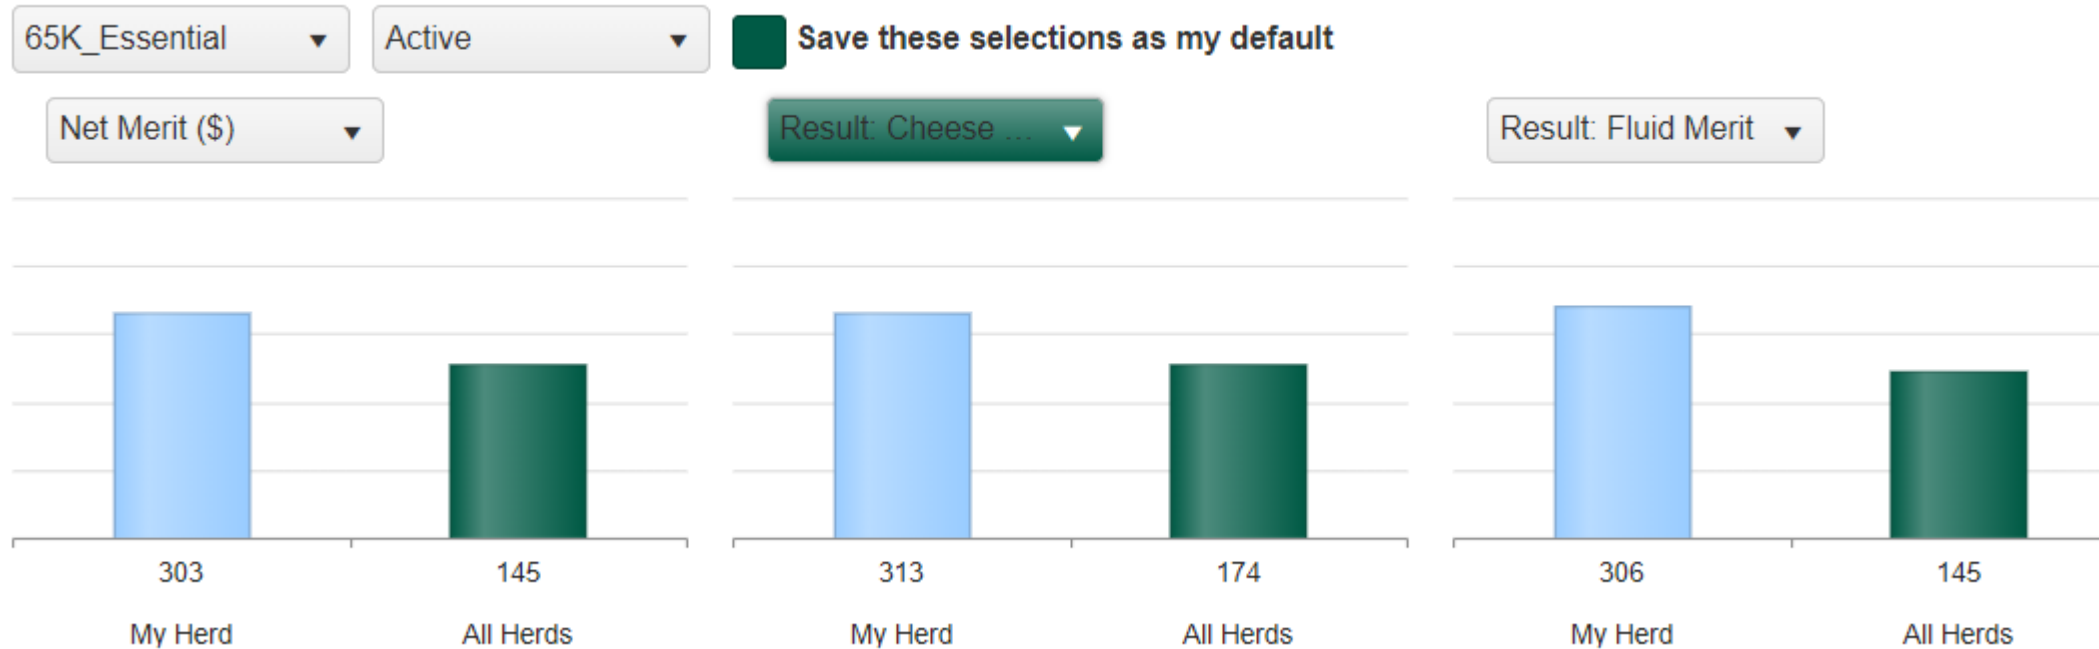 65K_Essential Active Save these selections as my default
Net Merit ($) Result: Cheese ... Result: Fluid Merit
303 145 313 174 306 145
My Herd All Herds My Herd All Herds My Herd All Herds